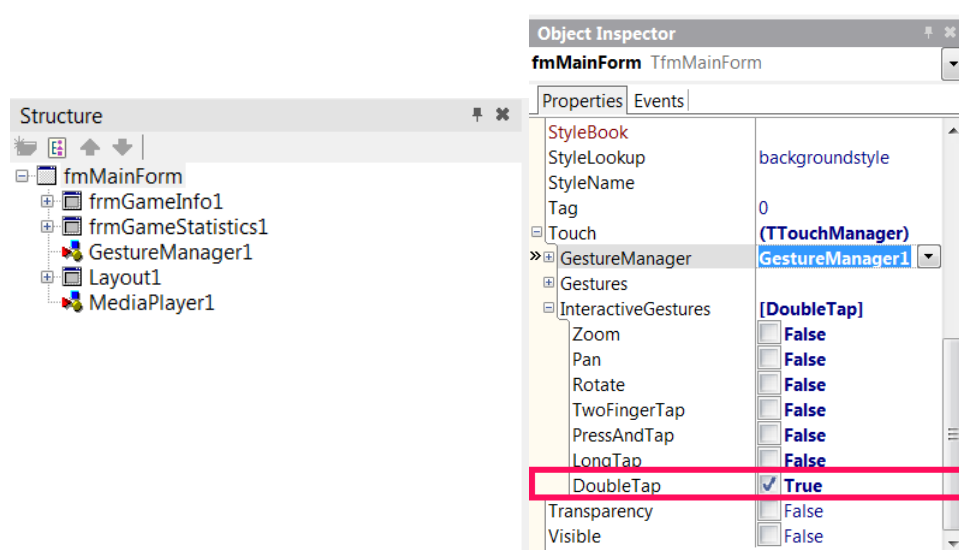 Structure
fmMainForm
frmGameInfo1
frmGameStatistics1
GestureManager1
Layout1
MediaPlayer1
Object Inspector
fmMainForm TfmMainForm
Properties Events
StyleBook
StyleLookup backgroundstyle
StyleName
Tag 0
Touch (TTouchManager)
GestureManager GestureManager1
Gestures
InteractiveGestures [DoubleTap]
Zoom False
Pan False
Rotate False
TwoFingerTap False
PressAndTap False
LongTap False
DoubleTap True
Transparency False
Visible False